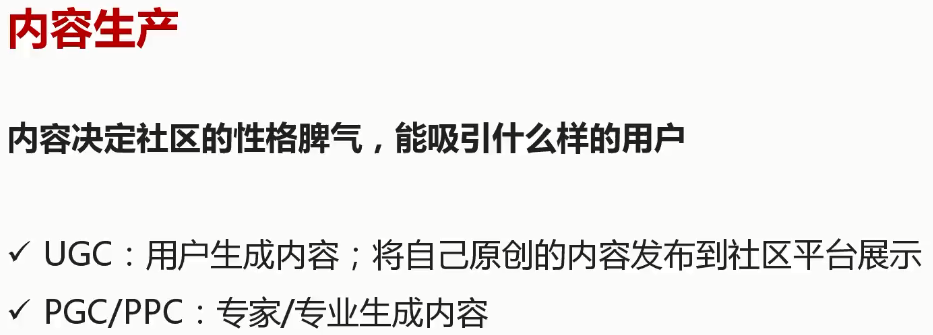 内容生产
内容决定社区的性格脾气，能吸引什么样的用户
✓ UGC：用户生成内容；将自己原创的内容发布到社区平台展示
✓ PGC/PPC：专家/专业生成内容